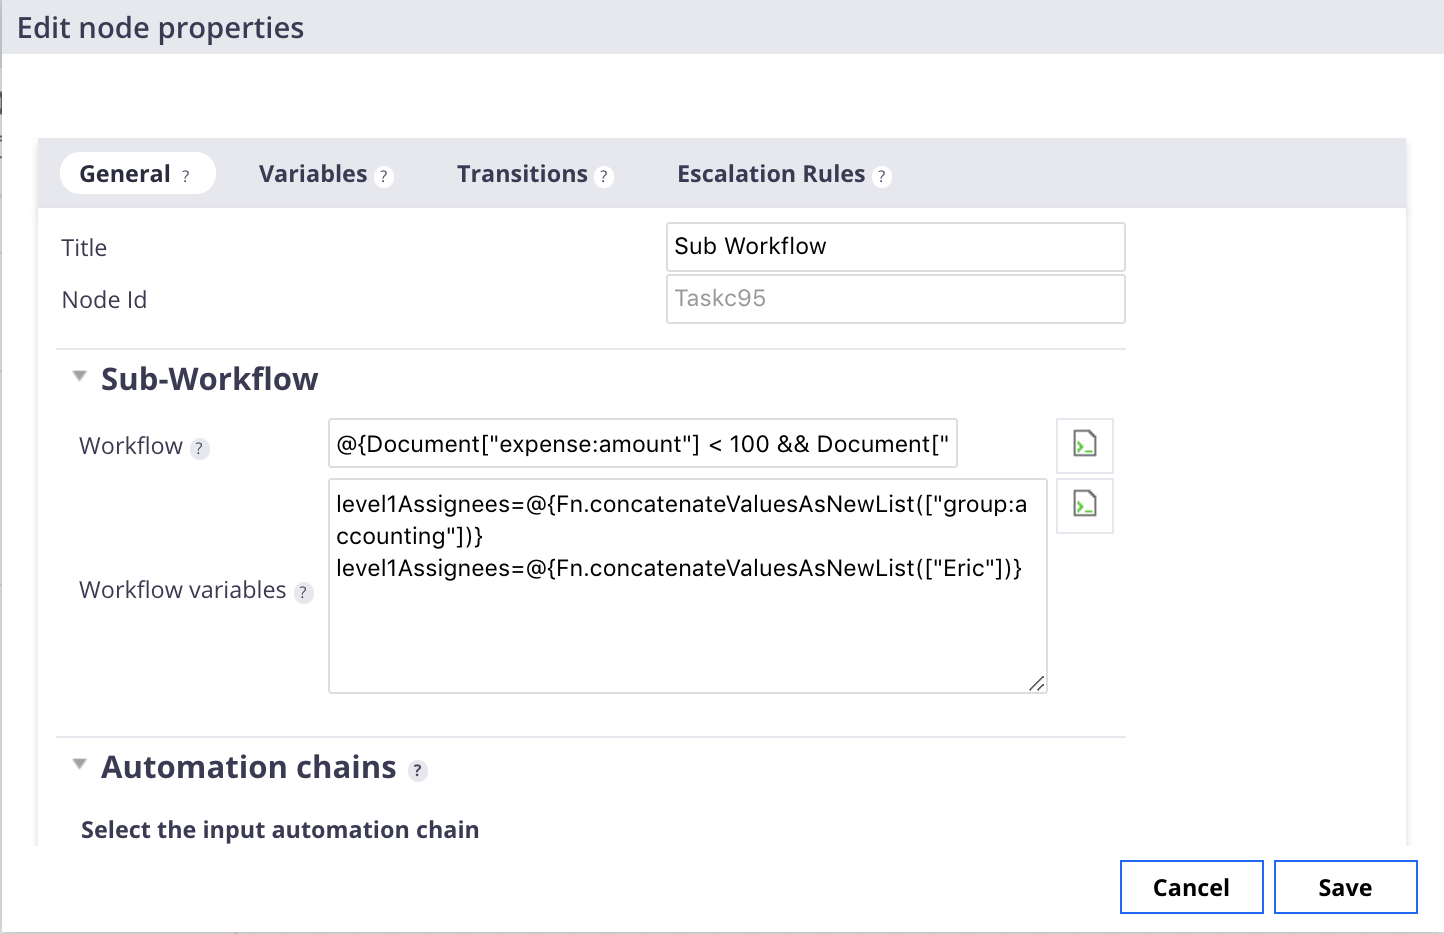 Edit node properties
General ?
Variables ?
Transitions ?
Escalation Rules ?
Title
Sub Workflow
Node Id
Taskc95
Sub-Workflow
Workflow ?
@{Document["expense:amount"] < 100 && Document["
Workflow variables ?
level1Assignees=@{Fn.concatenateValuesAsNewList(["group:a
ccounting"])}
level1Assignees=@{Fn.concatenateValuesAsNewList(["Eric"])}
Automation chains ?
Select the input automation chain
Cancel
Save